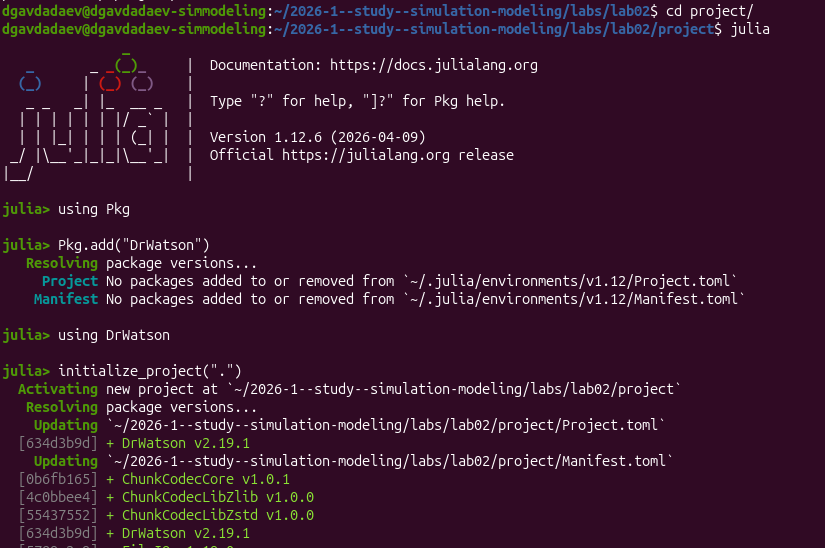 dgavdadaev@dgavdadaev-simmodeling:~/2026-1--study--simulation-modeling/labs/lab02$ cd project/
dgavdadaev@dgavdadaev-simmodeling:~/2026-1--study--simulation-modeling/labs/lab02/project$ julia
               _
   _       _ _(_)_     |  Documentation: https://docs.julialang.org
  (_)     | (_) (_)    |
   _ _   _| |_  __ _   |  Type "?" for help, "]?" for Pkg help.
  | | | | | | |/ _` |  |
  | | |_| | | | (_| |  |  Version 1.12.6 (2026-04-09)
 _/ |\__'_|_|_|\__'_|  |  Official https://julialang.org release
|__/                   |
julia> using Pkg
julia> Pkg.add("DrWatson")
   Resolving package versions...
     Project No packages added to or removed from `~/.julia/environments/v1.12/Project.toml`
    Manifest No packages added to or removed from `~/.julia/environments/v1.12/Manifest.toml`
julia> using DrWatson
julia> initialize_project(".")
  Activating new project at `~/2026-1--study--simulation-modeling/labs/lab02/project`
   Resolving package versions...
    Updating `~/2026-1--study--simulation-modeling/labs/lab02/project/Project.toml`
  [634d3b9d] + DrWatson v2.19.1
    Updating `~/2026-1--study--simulation-modeling/labs/lab02/project/Manifest.toml`
  [0b6fb165] + ChunkCodecCore v1.0.1
  [4c0bbee4] + ChunkCodecLibZlib v1.0.0
  [55437552] + ChunkCodecLibZstd v1.0.0
  [634d3b9d] + DrWatson v2.19.1